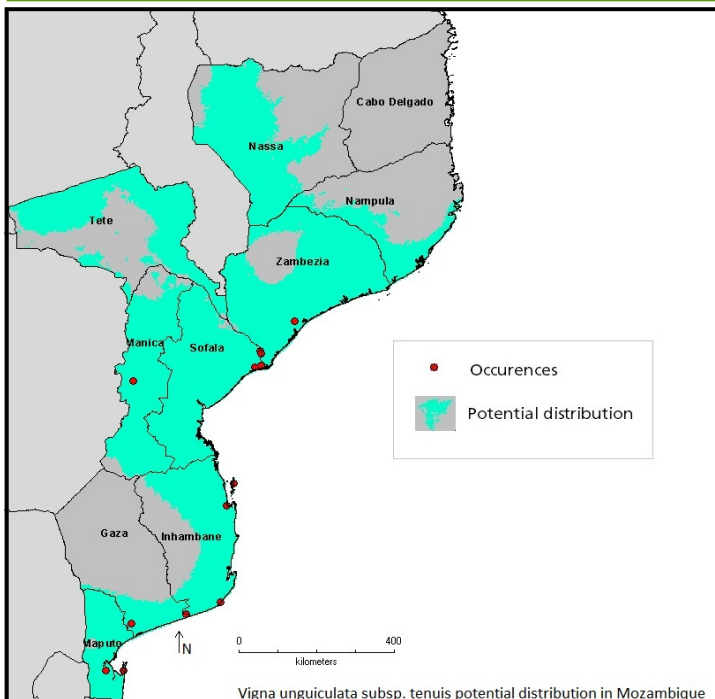 Cabo Delgado
Nassa
Nampula
Tete
Zambezia
Manica
Sofala
Occurences
Potential distribution
Gaza
Inhambane
Maputo
N
0 400
kilometers
Vigna unguiculata subsp. tenuis potential distribution in Mozambique